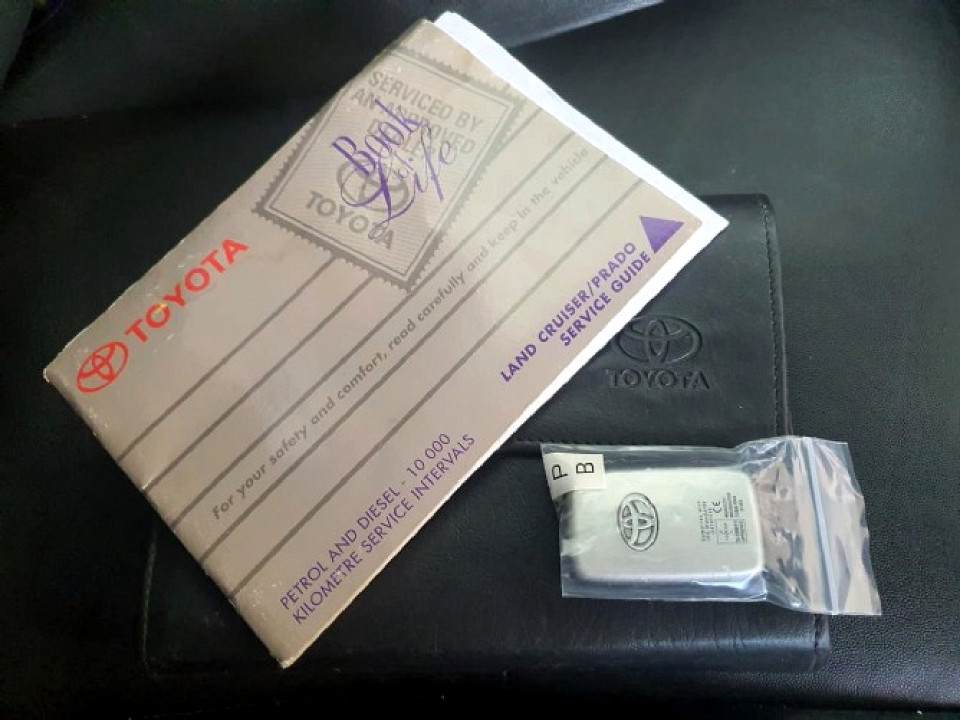 SERVICED BY
AN APPROVED
Book
of
Life
TOYOTA
TOYOTA
For your safety and comfort, read carefully and keep in the vehicle
LAND CRUISER/PRADO
SERVICE GUIDE
PETROL AND DIESEL - 10 000
KILOMETRE SERVICE INTERVALS
TOYOTA
P
B
CE